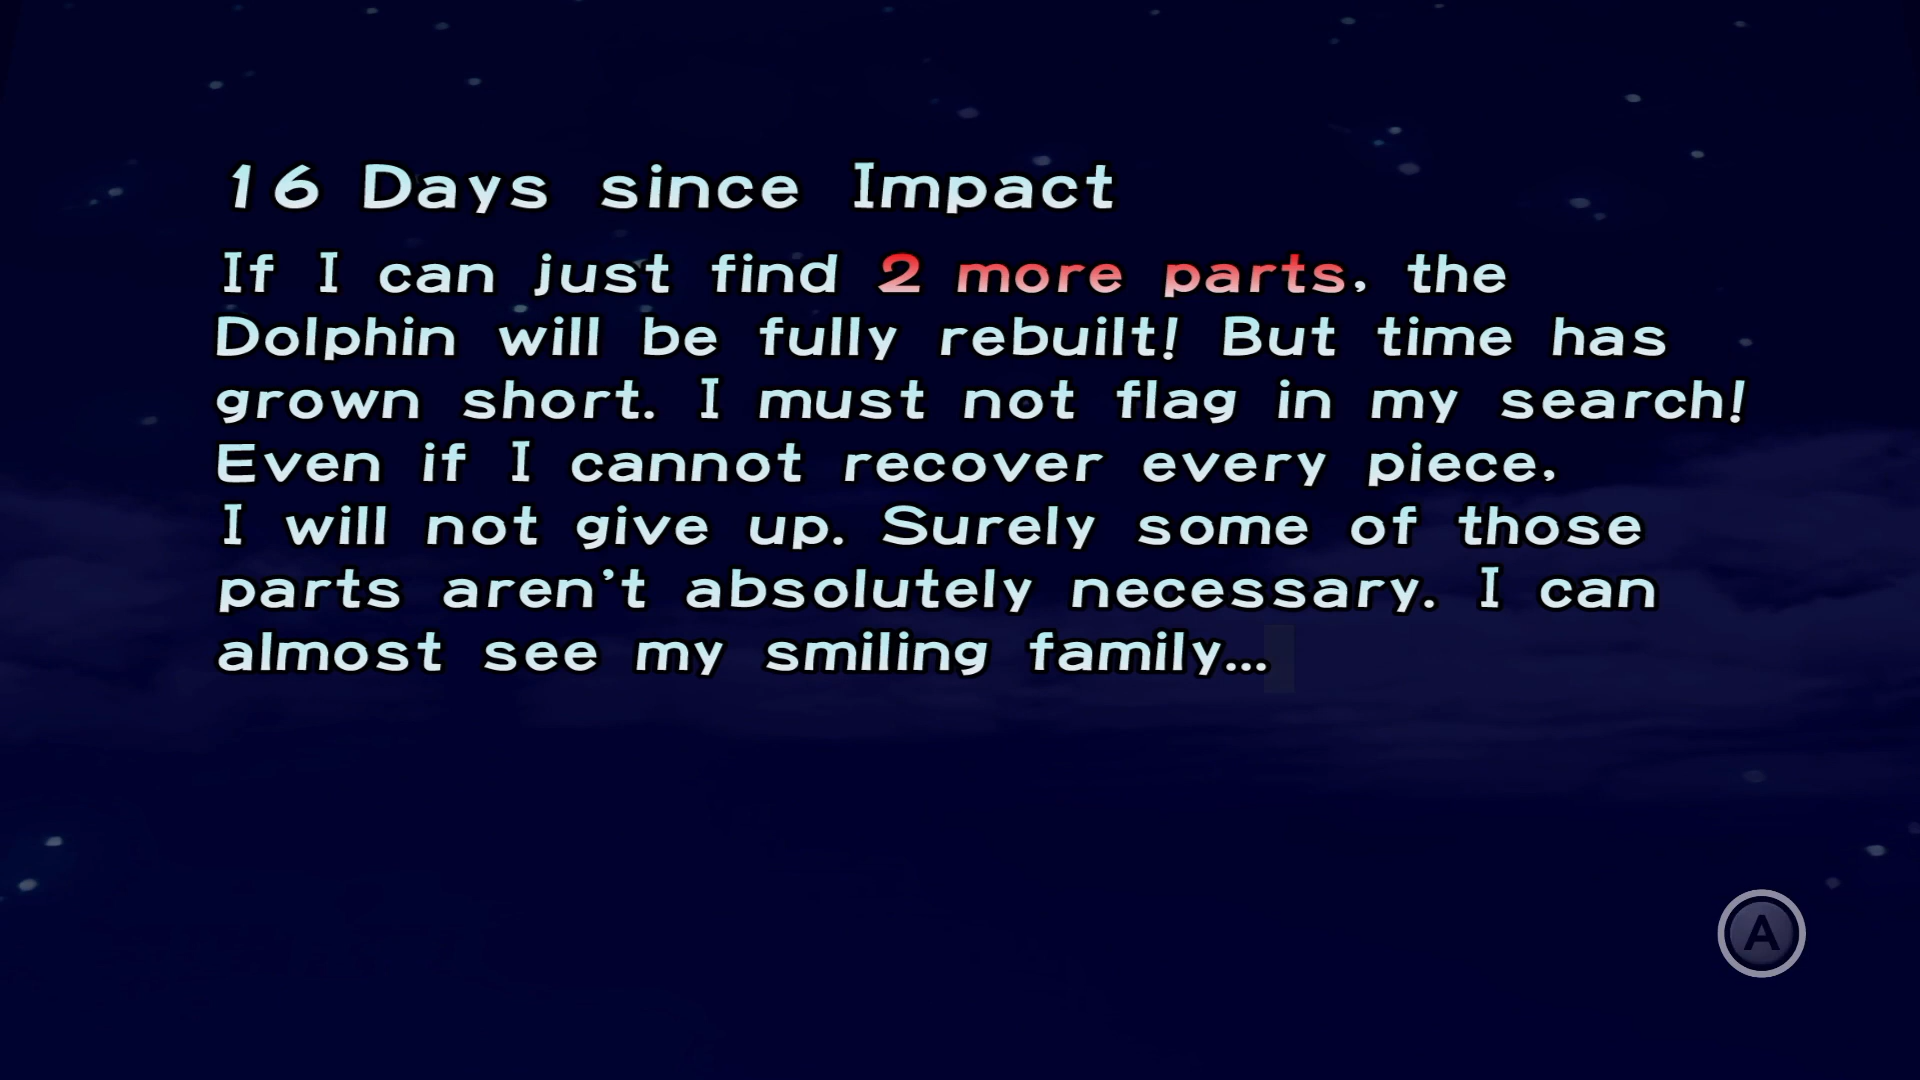 16 Days since Impact
If I can just find 2 more parts, the
Dolphin will be fully rebuilt! But time has
grown short. I must not flag in my search!
Even if I cannot recover every piece,
I will not give up. Surely some of those
parts aren't absolutely necessary. I can
almost see my smiling family...
A